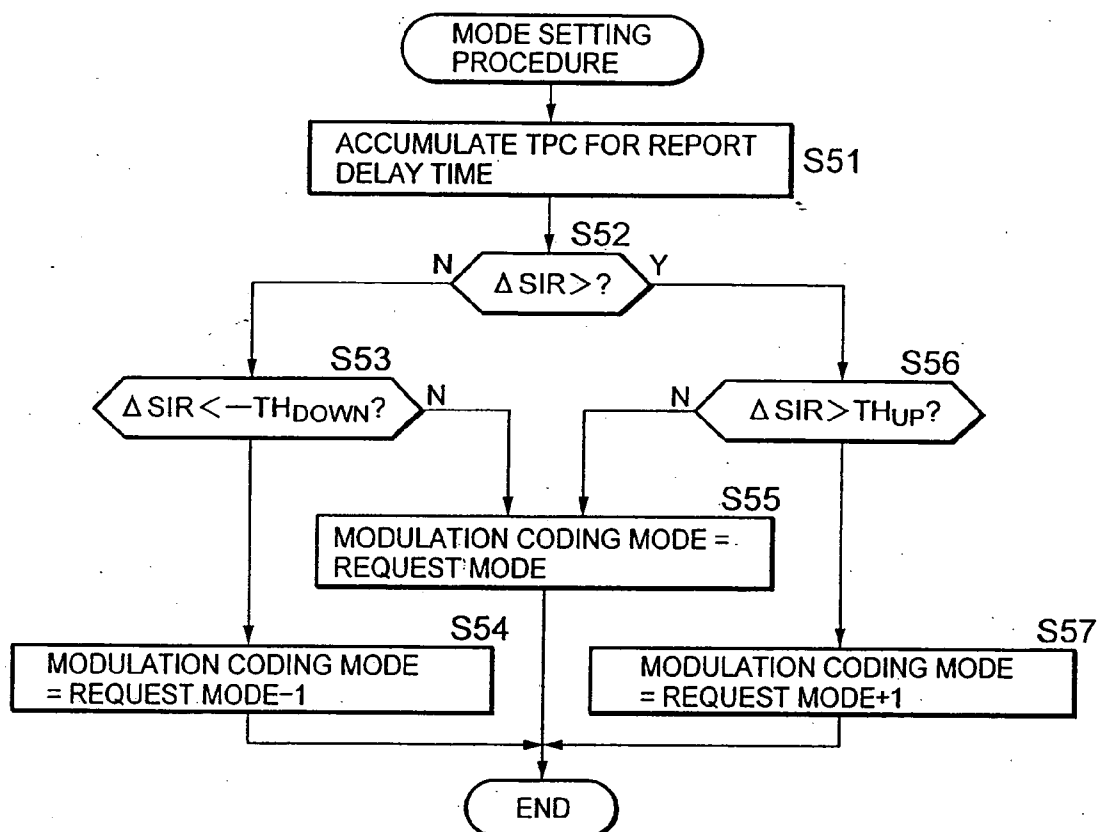 MODE SETTING
PROCEDURE
ACCUMULATE TPC FOR REPORT
DELAY TIME
S51
S52
N
ΔSIR>?
Y
S53
ΔSIR<−THDOWN?
N
S56
N
ΔSIR>THUP?
S55
MODULATION CODING MODE =
REQUEST MODE
S54
MODULATION CODING MODE
= REQUEST MODE−1
S57
MODULATION CODING MODE
= REQUEST MODE+1
END